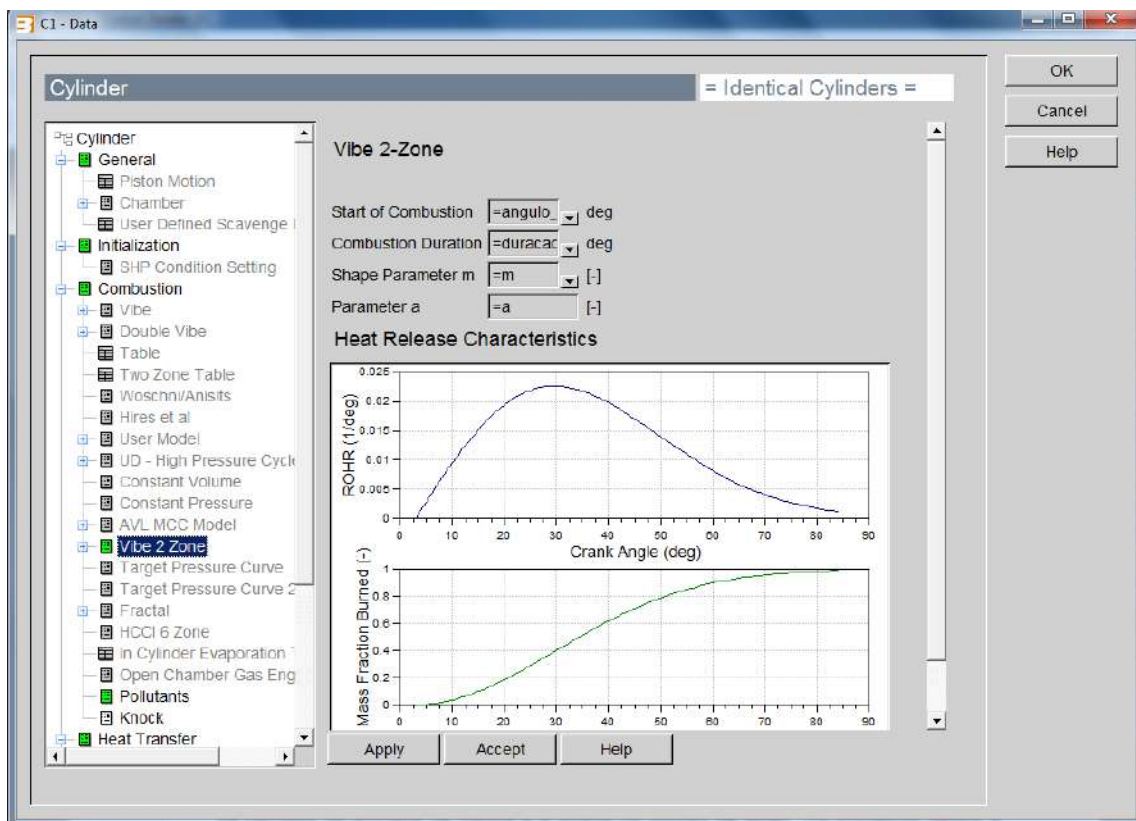 C1 - Data
OK
Cylinder
= Identical Cylinders =
Cancel
Help
Cylinder
General
Piston Motion
Chamber
User Defined Scavenge
Initialization
SHP Condition Setting
Combustion
Vibe
Double Vibe
Table
Two Zone Table
Woschni/Anisits
Hires et al
User Model
UD - High Pressure Cycle
Constant Volume
Constant Pressure
AVL MCC Model
Vibe 2 Zone
Target Pressure Curve
Target Pressure Curve 2
Fractal
HCCI 6 Zone
In Cylinder Evaporation
Open Chamber Gas Eng
Pollutants
Knock
Heat Transfer
Vibe 2-Zone
Start of Combustion =angulo_ deg
Combustion Duration =duracac deg
Shape Parameter m =m [-]
Parameter a =a [-]
Heat Release Characteristics
ROHR (1/deg)
0.025
0.02
0.015
0.01
0.005
0
0 10 20 30 40 50 60 70 80 90
Crank Angle (deg)
Mass Fraction Burned (-)
1
0.8
0.6
0.4
0.2
0
0 10 20 30 40 50 60 70 80 90
Apply Accept Help